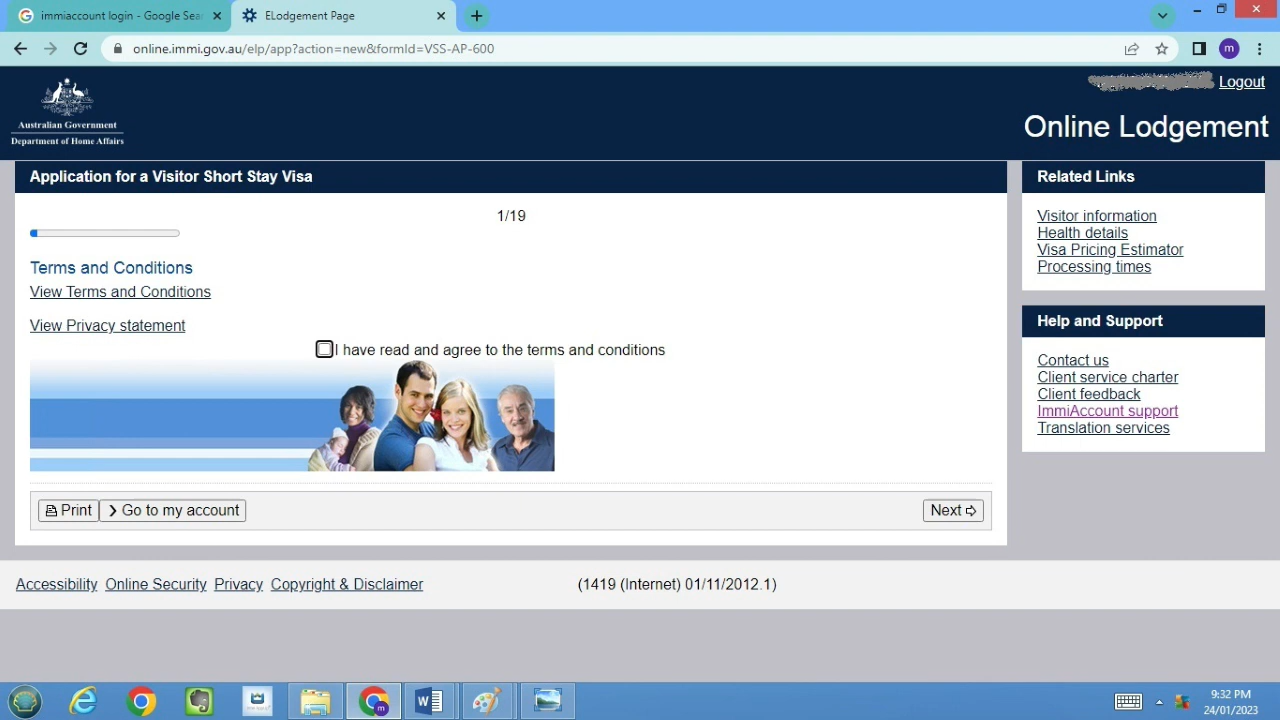 immiaccount login - Google Sea
ELodgement Page
online.immi.gov.au/elp/app?action=new&formId=VSS-AP-600
m
Logout
Australian Government
Department of Home Affairs
Online Lodgement
Application for a Visitor Short Stay Visa
1/19
Terms and Conditions
View Terms and Conditions
View Privacy statement
I have read and agree to the terms and conditions
Print
Go to my account
Next
Related Links
Visitor information
Health details
Visa Pricing Estimator
Processing times
Help and Support
Contact us
Client service charter
Client feedback
ImmiAccount support
Translation services
Accessibility Online Security Privacy Copyright & Disclaimer
(1419 (Internet) 01/11/2012.1)
9:32 PM
24/01/2023